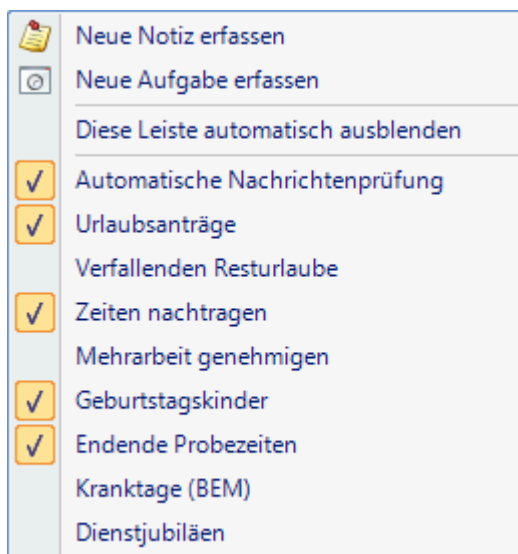 Neue Notiz erfassen
Neue Aufgabe erfassen
Diese Leiste automatisch ausblenden
Automatische Nachrichtenprüfung
Urlaubsanträge
Verfallenden Resturlaube
Zeiten nachtragen
Mehrarbeit genehmigen
Geburtstagskinder
Endende Probezeiten
Kranktage (BEM)
Dienstjubiläen